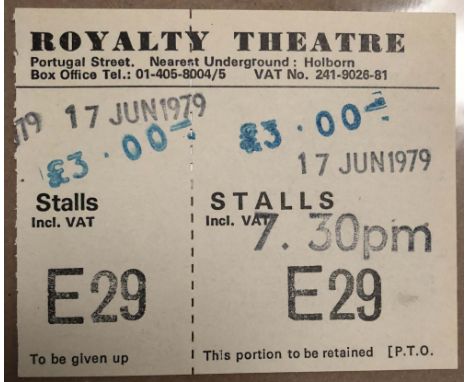 ROYALTY THEATRE
Portugal Street. Nearest Underground: Holborn
Box Office Tel.: 01-405-8004/5 VAT No. 241-9026-81
79 17 JUN 1979
£3.00
Stalls
Incl. VAT
E29
To be given up
£3.00
17 JUN 1979
STALLS
Incl. VAT
7.30pm
E29
This portion to be retained [P.T.O.